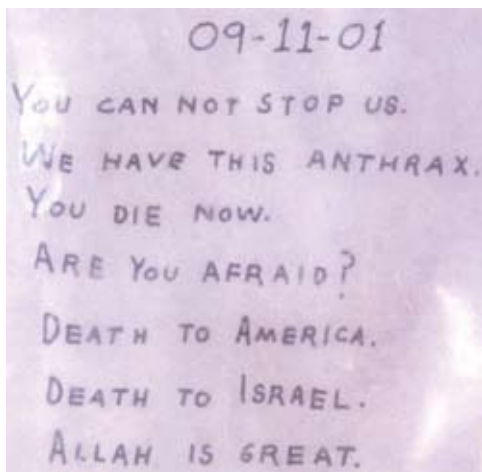 09-11-01
YOU CAN NOT STOP US.
WE HAVE THIS ANTHRAX.
YOU DIE NOW.
ARE YOU AFRAID?
DEATH TO AMERICA.
DEATH TO ISRAEL.
ALLAH IS GREAT.